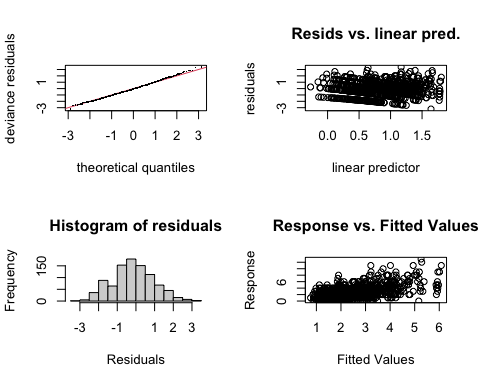 deviance residuals
1
-3
-3
-1
0
1
2
3
theoretical quantiles
Resids vs. linear pred.
residuals
1
-3
0.0
0.5
1.0
1.5
linear predictor
Histogram of residuals
Frequency
150
0
-3
-1
1
2
3
Residuals
Response vs. Fitted Values
Response
6
0
1
2
3
4
5
6
Fitted Values